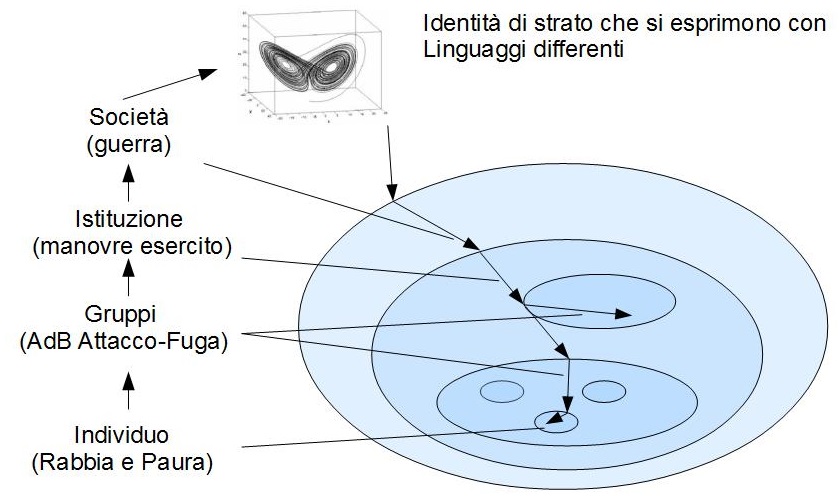 Identità di strato che si esprimono con
Linguaggi differenti
Società
(guerra)
Istituzione
(manovre esercito)
Gruppi
(AdB Attacco-Fuga)
Individuo
(Rabbia e Paura)